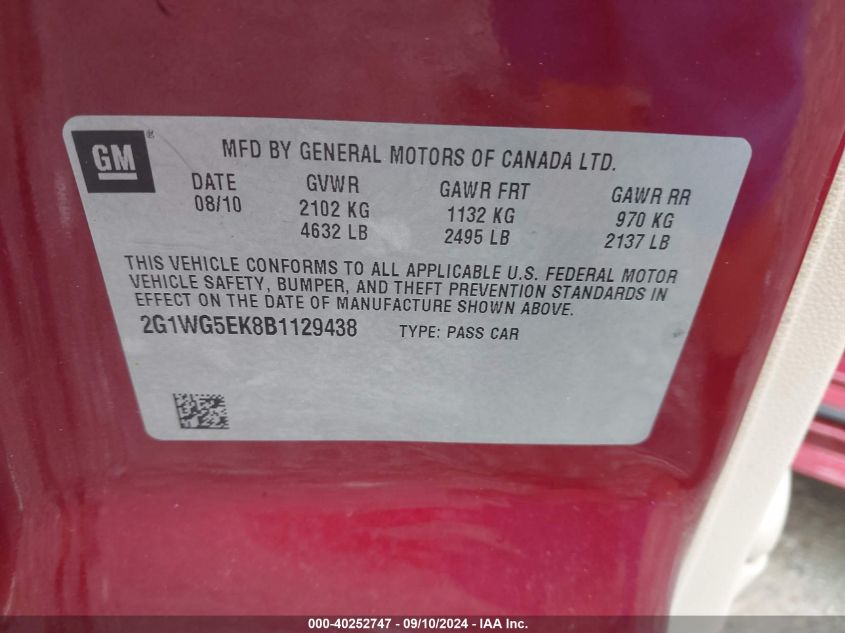 GM ®
MFD BY GENERAL MOTORS OF CANADA LTD.
DATE GVWR GAWR FRT GAWR RR
08/10 2102 KG 1132 KG 970 KG
4632 LB 2495 LB 2137 LB
THIS VEHICLE CONFORMS TO ALL APPLICABLE U.S. FEDERAL MOTOR
VEHICLE SAFETY, BUMPER, AND THEFT PREVENTION STANDARDS IN
EFFECT ON THE DATE OF MANUFACTURE SHOWN ABOVE.
2G1WG5EK8B1129438 TYPE: PASS CAR
000-40252747 - 09/10/2024 - IAA Inc.